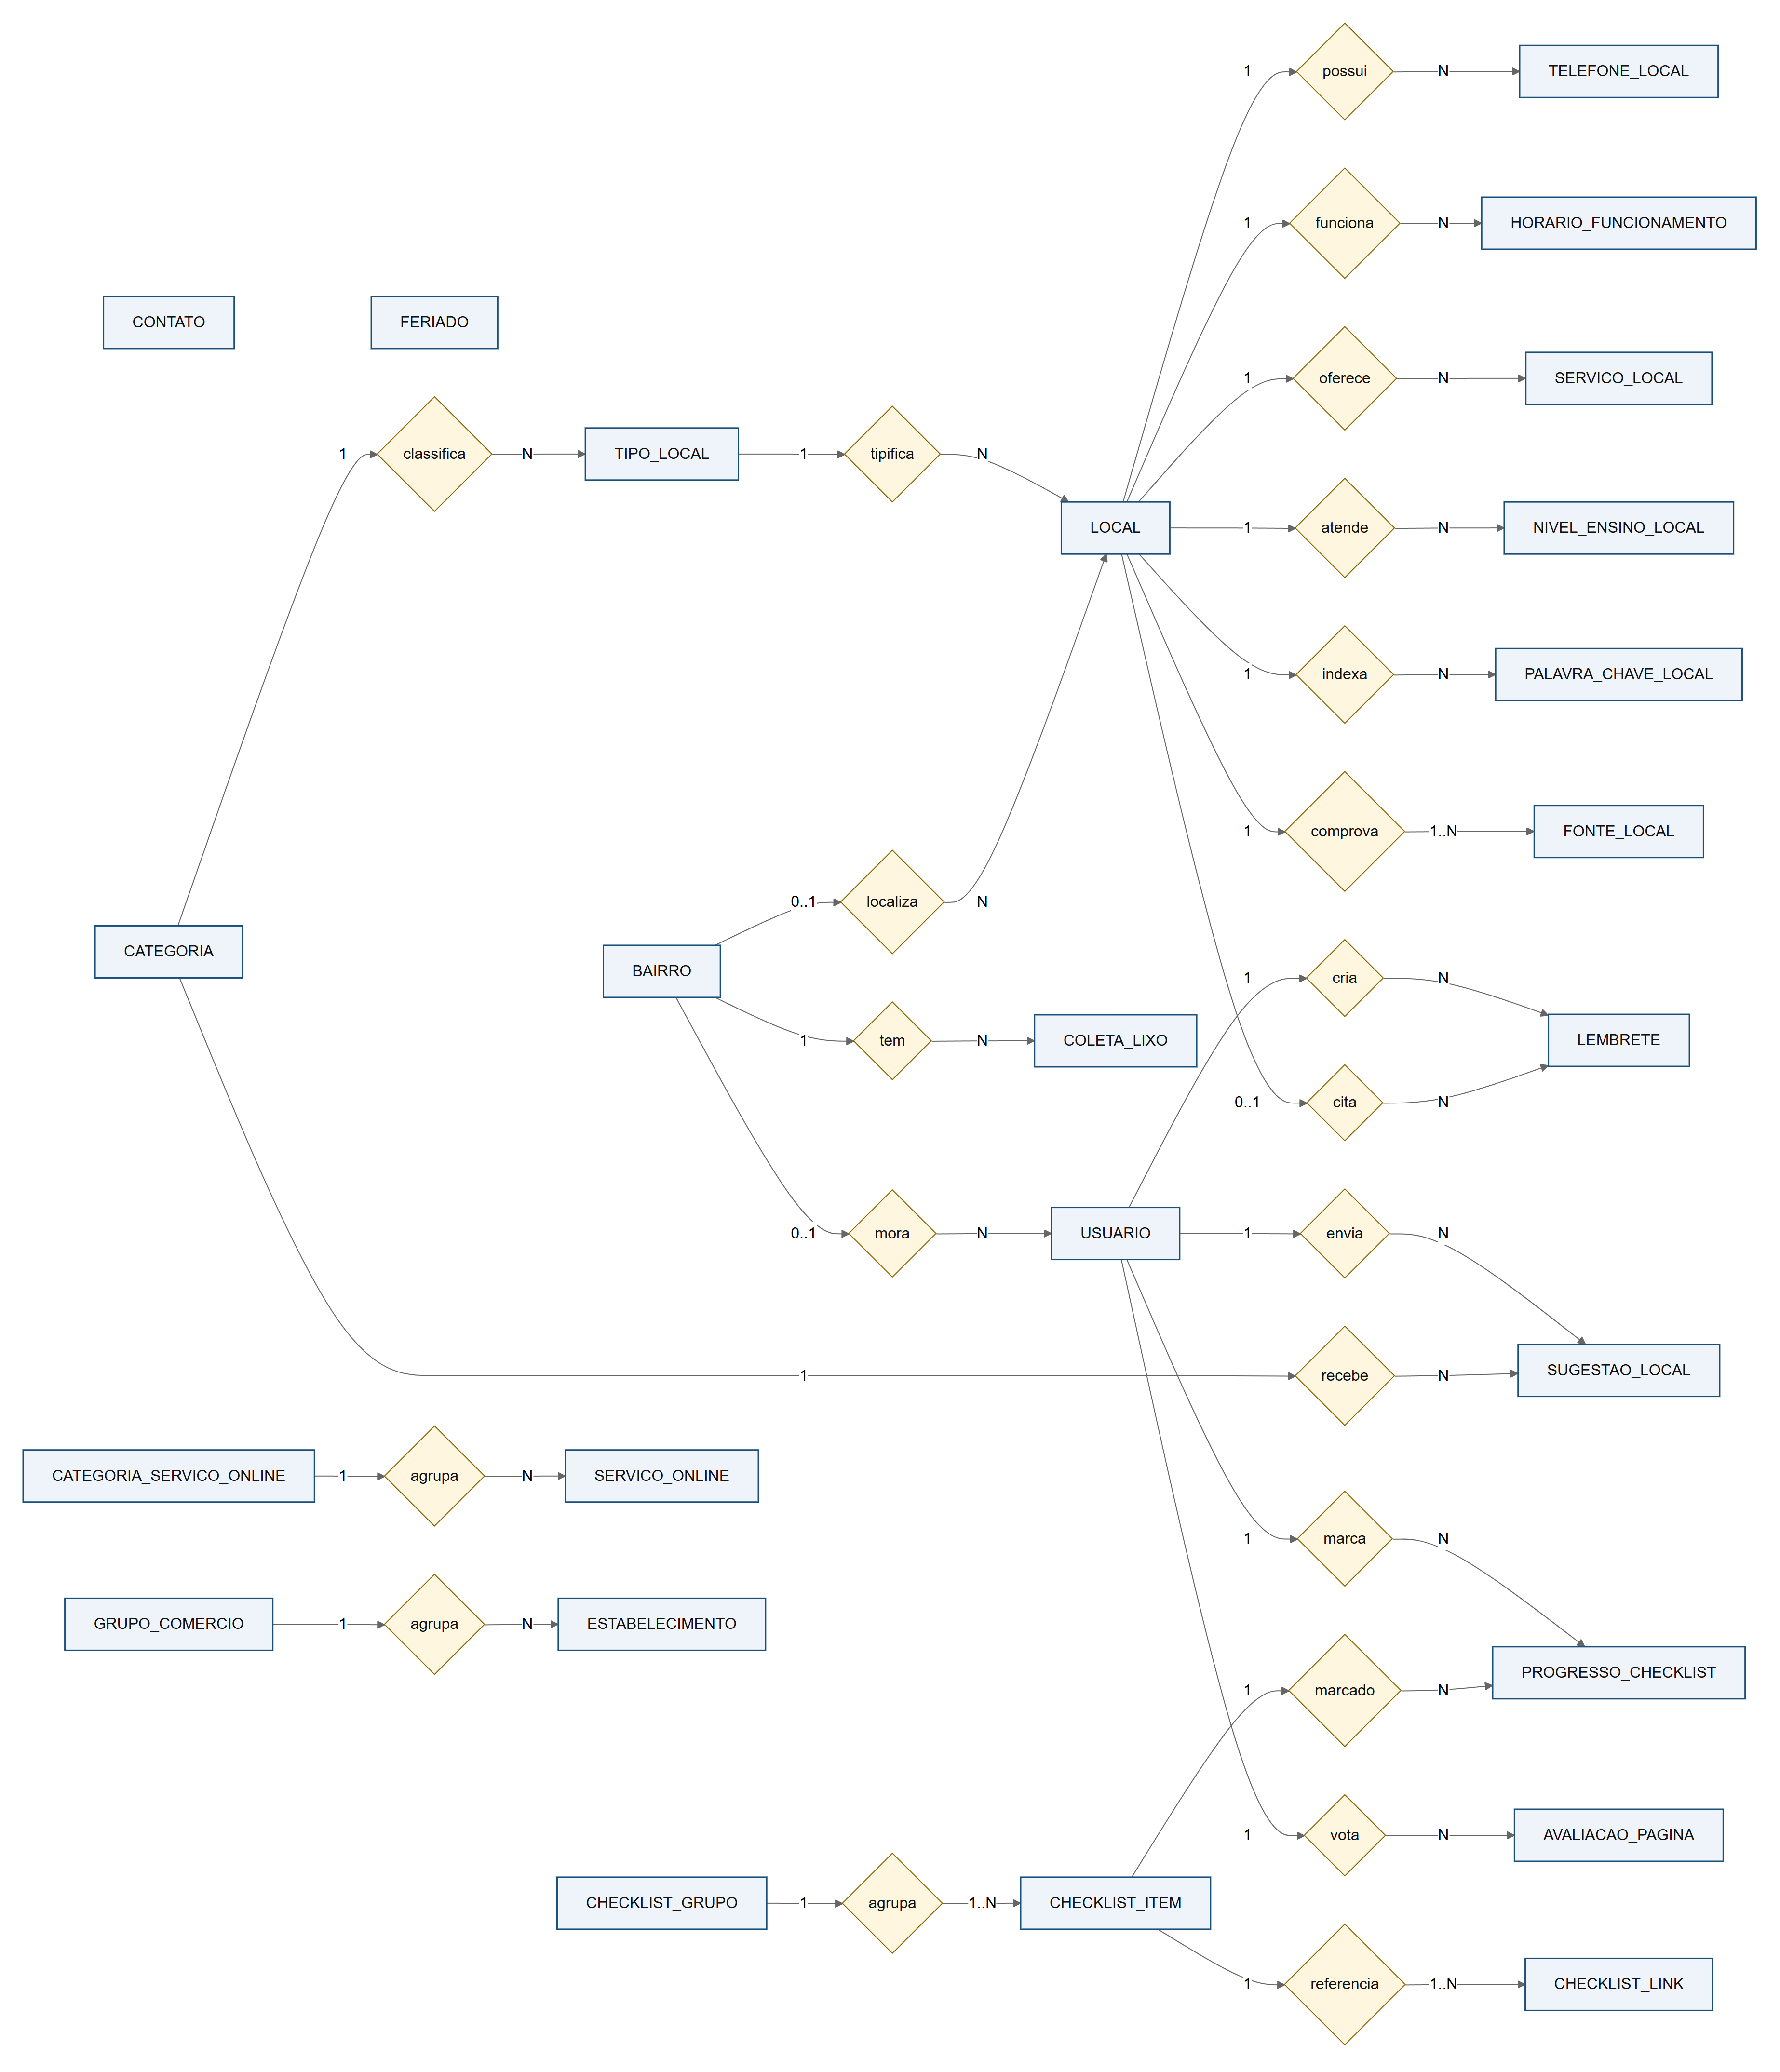 1
possui
N
TELEFONE_LOCAL
1
funciona
N
HORARIO_FUNCIONAMENTO
CONTATO
FERIADO
1
oferece
N
SERVICO_LOCAL
1
classifica
N
TIPO_LOCAL
1
tipifica
N
LOCAL
1
atende
N
NIVEL_ENSINO_LOCAL
1
indexa
N
PALAVRA_CHAVE_LOCAL
1
comprova
1..N
FONTE_LOCAL
0..1
localiza
N
CATEGORIA
BAIRRO
1
cria
N
1
tem
N
COLETA_LIXO
LEMBRETE
0..1
cita
N
0..1
mora
N
USUARIO
1
envia
N
1
recebe
N
SUGESTAO_LOCAL
CATEGORIA_SERVICO_ONLINE
1
agrupa
N
SERVICO_ONLINE
1
marca
N
GRUPO_COMERCIO
1
agrupa
N
ESTABELECIMENTO
PROGRESSO_CHECKLIST
1
marcado
N
1
vota
N
AVALIACAO_PAGINA
CHECKLIST_GRUPO
1
agrupa
1..N
CHECKLIST_ITEM
1
referencia
1..N
CHECKLIST_LINK